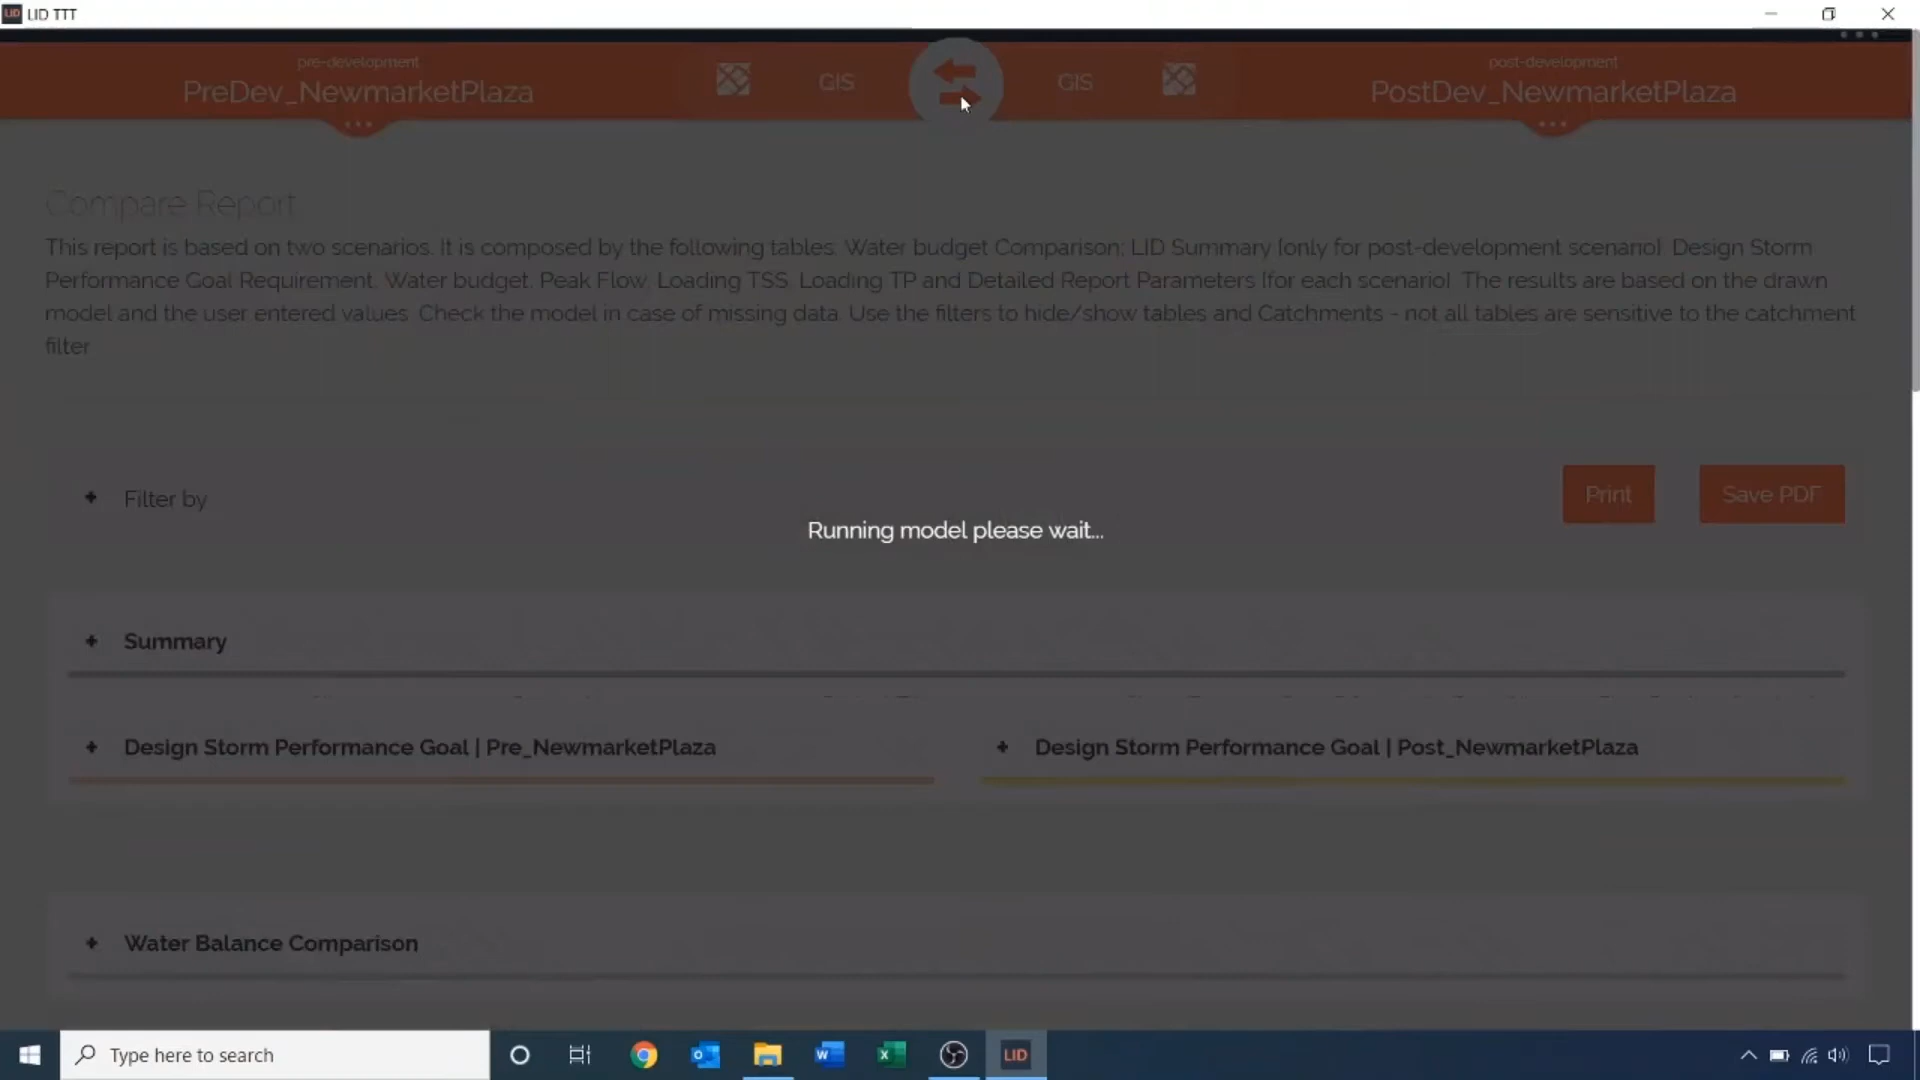 LID LID TTT
pre-development
PreDev_NewmarketPlaza
GIS
GIS
post-development
PostDev_NewmarketPlaza
Compare Report
This report is based on two scenarios. It is composed by the following tables: Water budget Comparison; LID Summary [only for post-development scenario]. Design Storm
Performance Goal Requirement. Water budget. Peak Flow. Loading TSS. Loading TP and Detailed Report Parameters [for each scenario]. The results are based on the drawn
model and the user entered values. Check the model in case of missing data. Use the filters to hide/show tables and Catchments - not all tables are sensitive to the catchment
filter
+ Filter by
Print
Save PDF
Running model please wait...
+ Summary
+ Design Storm Performance Goal | Pre_NewmarketPlaza
+ Design Storm Performance Goal | Post_NewmarketPlaza
+ Water Balance Comparison
Type here to search
LID